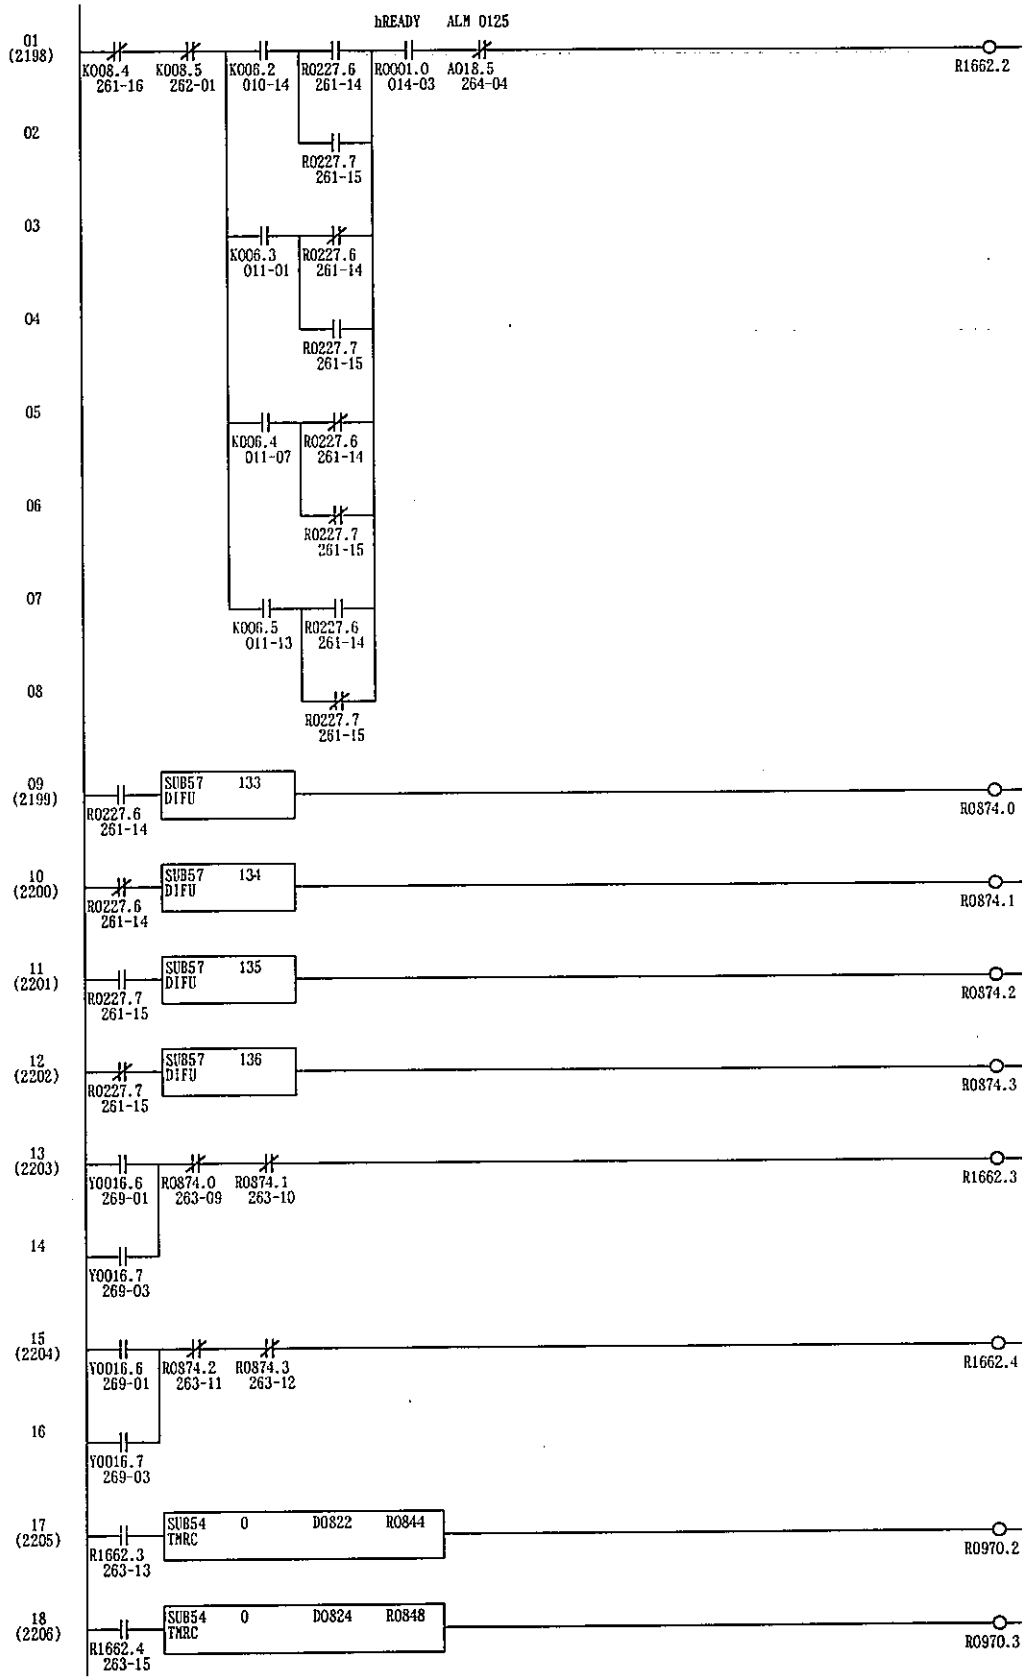 hREADY ALM 0125
01
(2198)
K008.4 K008.5 K006.2 R0227.6 R0001.0 A018.5 R1662.2
261-16 262-01 010-14 261-14 014-03 264-04
02
R0227.7
261-15
03
K006.3 R0227.6
011-01 261-14
04
R0227.7
261-15
05
K006.4 R0227.6
011-07 261-14
06
R0227.7
261-15
07
K006.5 R0227.6
011-13 261-14
08
R0227.7
261-15
09
(2199)
SUB57 133
DIFU
R0227.6 R0874.0
261-14
10
(2200)
SUB57 134
DIFU
R0227.6 R0874.1
261-14
11
(2201)
SUB57 135
DIFU
R0227.7 R0874.2
261-15
12
(2202)
SUB57 136
DIFU
R0227.7 R0874.3
261-15
13
(2203)
Y0016.6 R0874.0 R0874.1 R1662.3
269-01 263-09 263-10
14
Y0016.7
269-03
15
(2204)
Y0016.6 R0874.2 R0874.3 R1662.4
269-01 263-11 263-12
16
Y0016.7
269-03
17
(2205)
SUB54 0 D0822 R0844
TMRC
R1662.3 R0970.2
263-13
18
(2206)
SUB54 0 D0824 R0848
TMRC
R1662.4 R0970.3
263-15